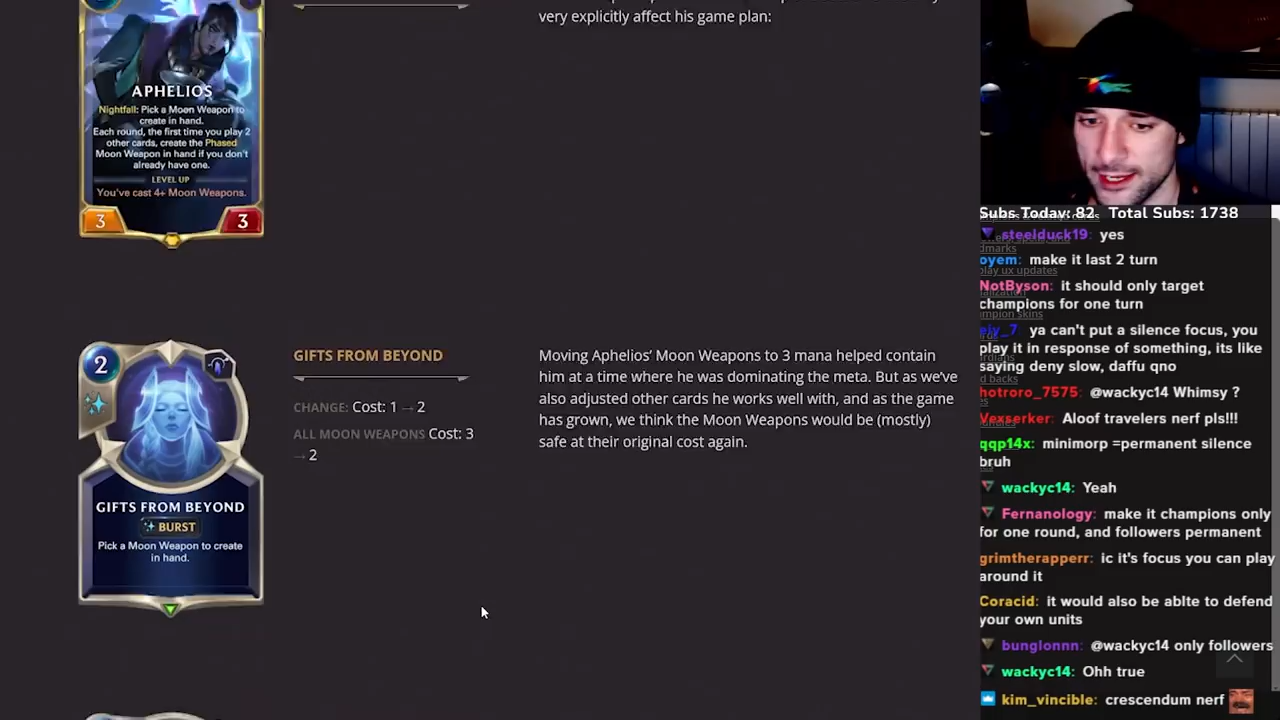 very explicitly affect his game plan:
APHELIOS
Nightfall: Pick a Moon Weapon to
create in hand.
Each round, the first time you play 2
other cards, create the Phased
Moon Weapon in hand if you don't
already have one.
LEVEL UP
You've cast 4+ Moon Weapons.
3
3
2
GIFTS FROM BEYOND
BURST
Pick a Moon Weapon to create
in hand.
GIFTS FROM BEYOND
CHANGE: Cost: 1 → 2
ALL MOON WEAPONS Cost: 3
→ 2
Moving Aphelios' Moon Weapons to 3 mana helped contain
him at a time where he was dominating the meta. But as we've
also adjusted other cards he works well with, and as the game
has grown, we think the Moon Weapons would be (mostly)
safe at their original cost again.
Subs Today: 82 Total Subs: 1738
steelduck19: yes
oyem: make it last 2 turn
play ux updates
NotByson: it should only target
champions for one turn
ya can't put a silence focus, you
play it in response of something, its like
saying deny slow, daffu qno
hotroro_7575: @wackyc14 Whimsy ?
Vexserker: Aloof travelers nerf pls!!!
qqp14x: minimorp =permanent silence
bruh
wackyc14: Yeah
Fernanology: make it champions only
for one round, and followers permanent
grimtherapperr: ic it's focus you can play
around it
Coracid: it would also be ablte to defend
your own units
bunglonnn: @wackyc14 only followers
wackyc14: Ohh true
kim_vincible: crescendum nerf